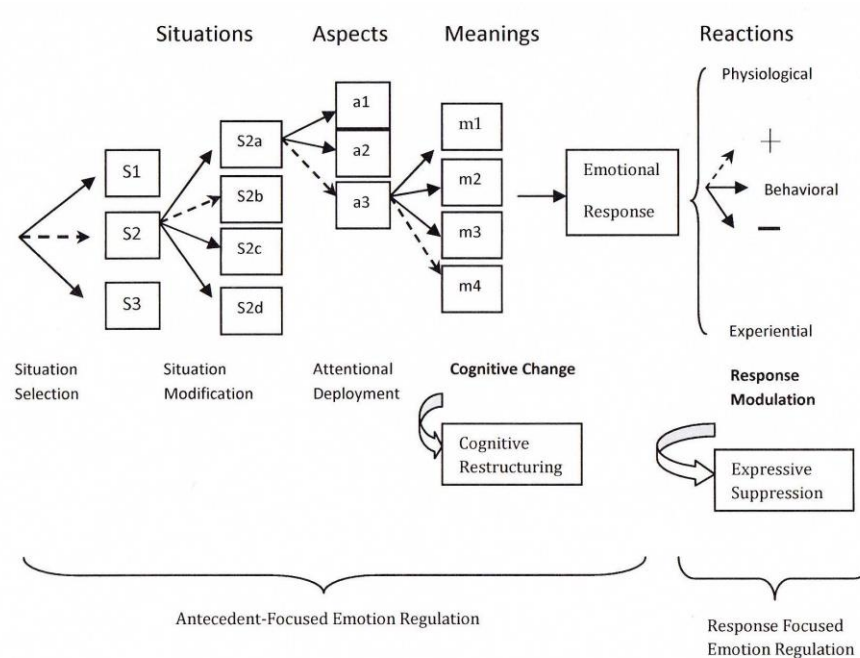 Situations
Aspects
Meanings
Reactions
Physiological
S1
S2
S3
S2a
S2b
S2c
S2d
a1
a2
a3
m1
m2
m3
m4
Emotional
Response
+
Behavioral
−
Experiential
Situation
Selection
Situation
Modification
Attentional
Deployment
Cognitive Change
Response
Modulation
Cognitive
Restructuring
Expressive
Suppression
Antecedent-Focused Emotion Regulation
Response Focused
Emotion Regulation